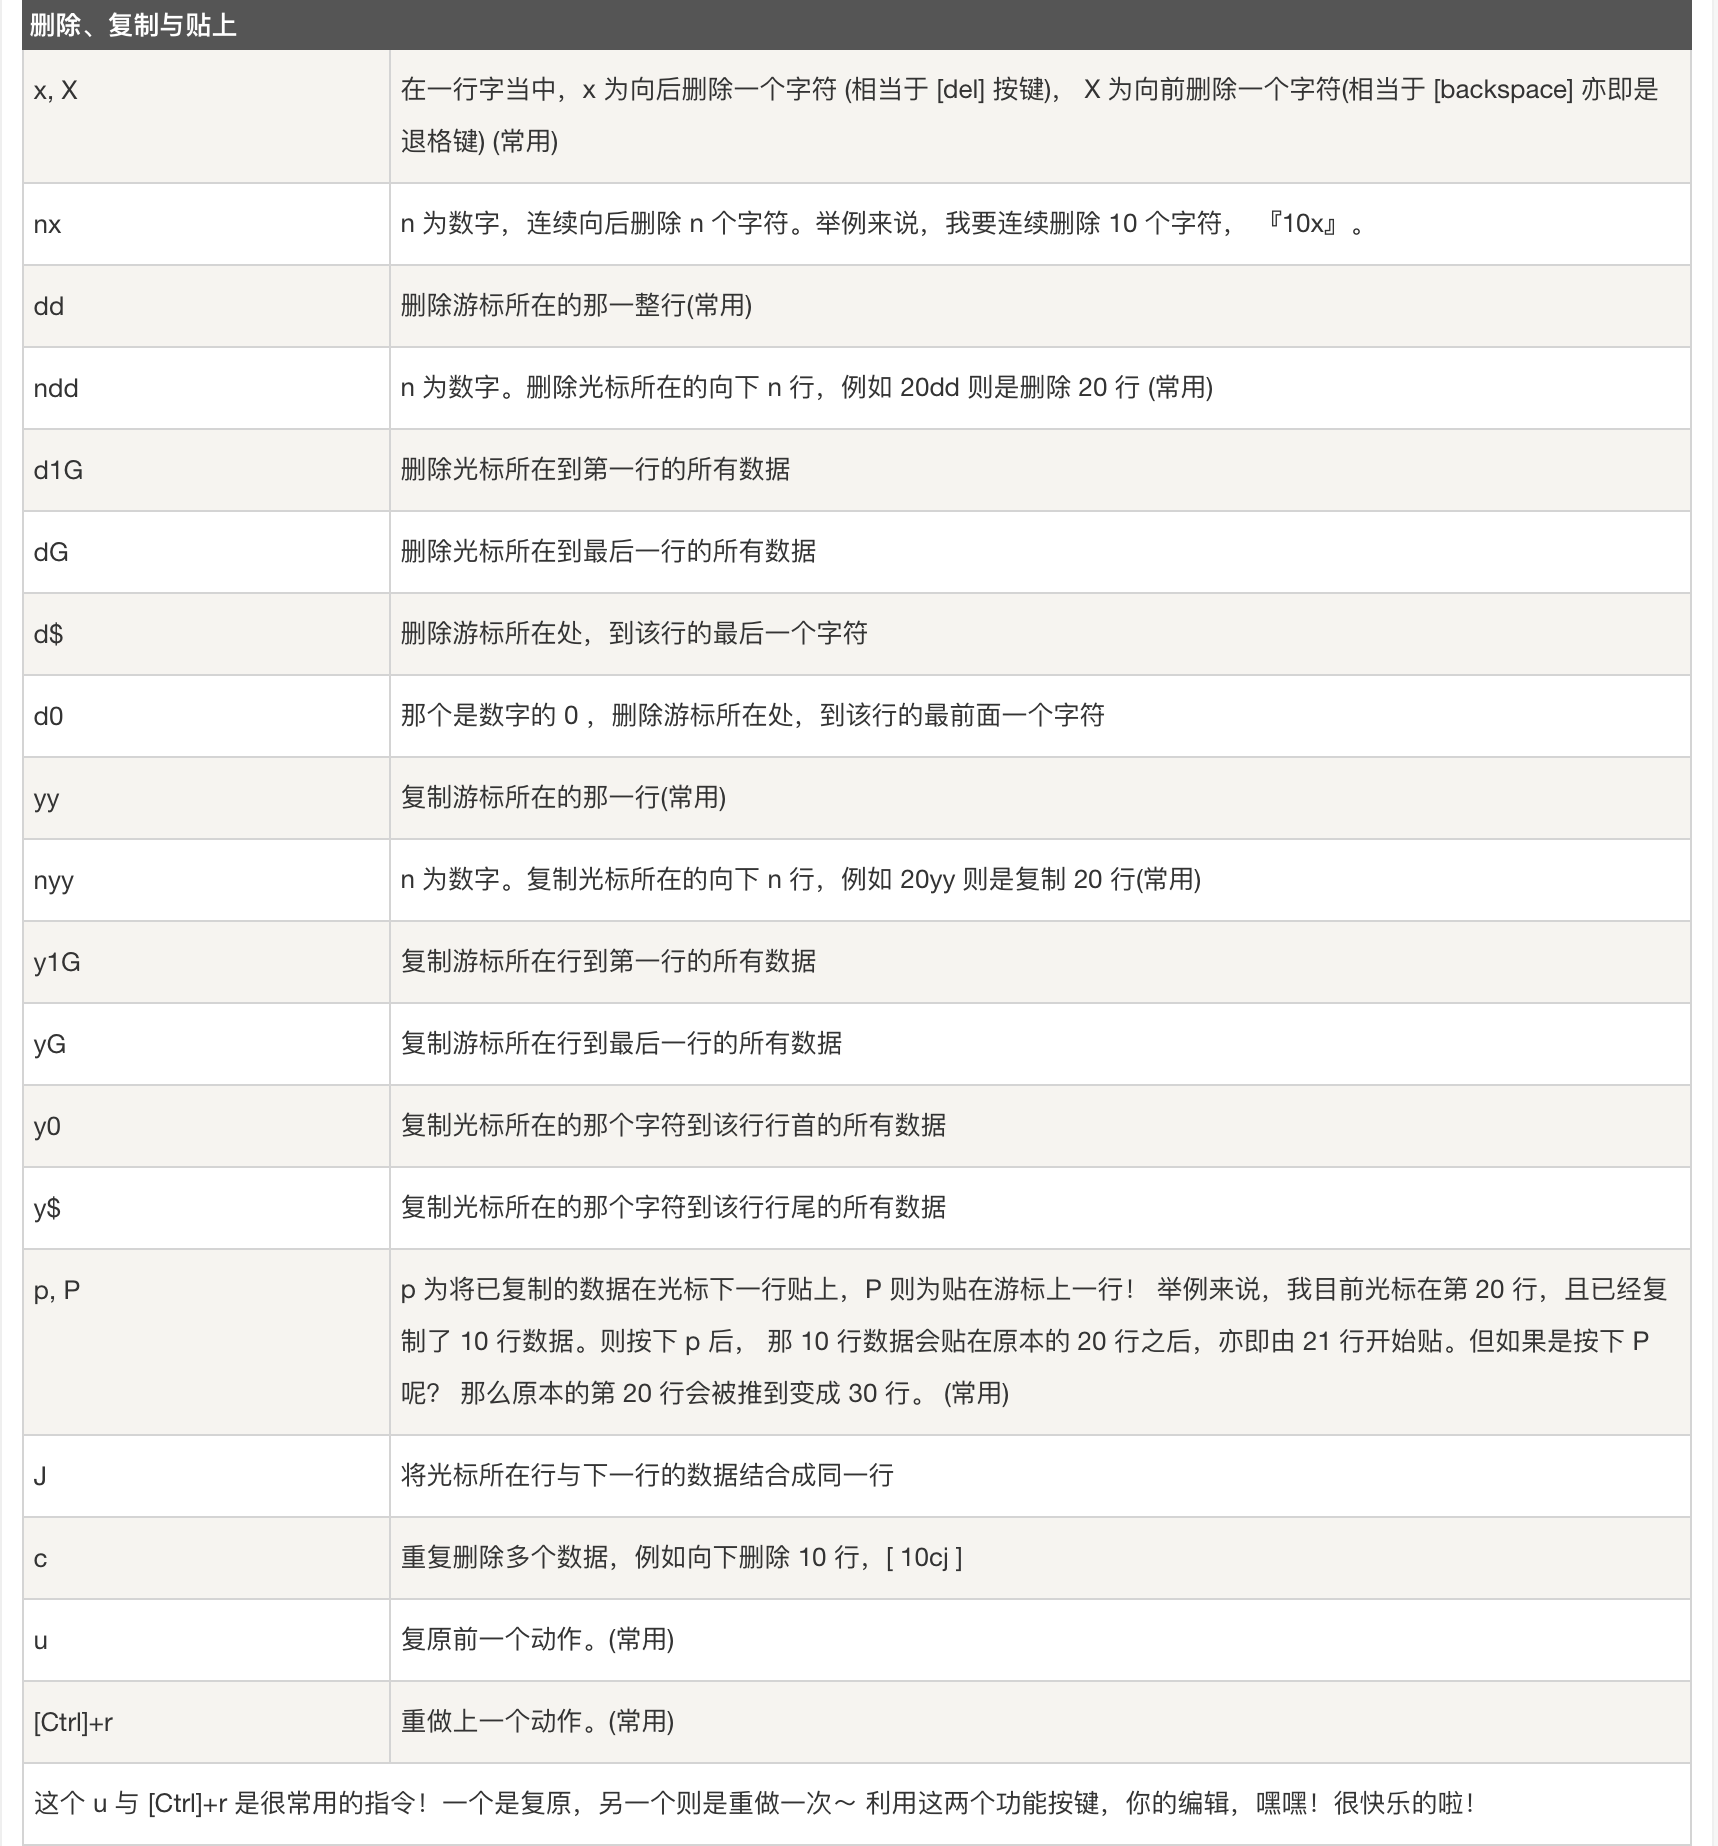 删除、复制与贴上
x, X
在一行字当中，x 为向后删除一个字符 (相当于 [del] 按键)， X 为向前删除一个字符(相当于 [backspace] 亦即是
退格键) (常用)
nx
n 为数字，连续向后删除 n 个字符。举例来说，我要连续删除 10 个字符， 『10x』。
dd
删除游标所在的那一整行(常用)
ndd
n 为数字。删除光标所在的向下 n 行，例如 20dd 则是删除 20 行 (常用)
d1G
删除光标所在到第一行的所有数据
dG
删除光标所在到最后一行的所有数据
d$
删除游标所在处，到该行的最后一个字符
d0
那个是数字的 0 ，删除游标所在处，到该行的最前面一个字符
yy
复制游标所在的那一行(常用)
nyy
n 为数字。复制光标所在的向下 n 行，例如 20yy 则是复制 20 行(常用)
y1G
复制游标所在行到第一行的所有数据
yG
复制游标所在行到最后一行的所有数据
y0
复制光标所在的那个字符到该行行首的所有数据
y$
复制光标所在的那个字符到该行行尾的所有数据
p, P
p 为将已复制的数据在光标下一行贴上，P 则为贴在游标上一行！ 举例来说，我目前光标在第 20 行，且已经复
制了 10 行数据。则按下 p 后， 那 10 行数据会贴在原本的 20 行之后，亦即由 21 行开始贴。但如果是按下 P
呢？ 那么原本的第 20 行会被推到变成 30 行。 (常用)
J
将光标所在行与下一行的数据结合成同一行
c
重复删除多个数据，例如向下删除 10 行，[ 10cj ]
u
复原前一个动作。(常用)
[Ctrl]+r
重做上一个动作。(常用)
这个 u 与 [Ctrl]+r 是很常用的指令！一个是复原，另一个则是重做一次～ 利用这两个功能按键，你的编辑，嘿嘿！很快乐的啦！